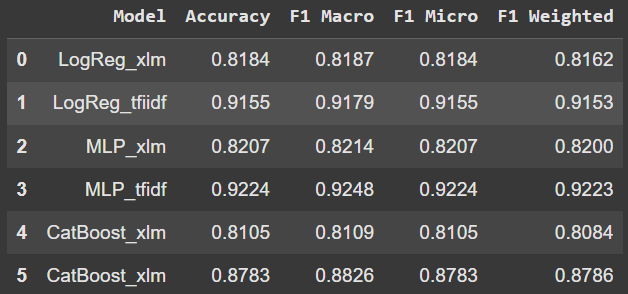 Model Accuracy F1 Macro F1 Micro F1 Weighted
0 LogReg_xlm 0.8184 0.8187 0.8184 0.8162
1 LogReg_tfiidf 0.9155 0.9179 0.9155 0.9153
2 MLP_xlm 0.8207 0.8214 0.8207 0.8200
3 MLP_tfidf 0.9224 0.9248 0.9224 0.9223
4 CatBoost_xlm 0.8105 0.8109 0.8105 0.8084
5 CatBoost_xlm 0.8783 0.8826 0.8783 0.8786